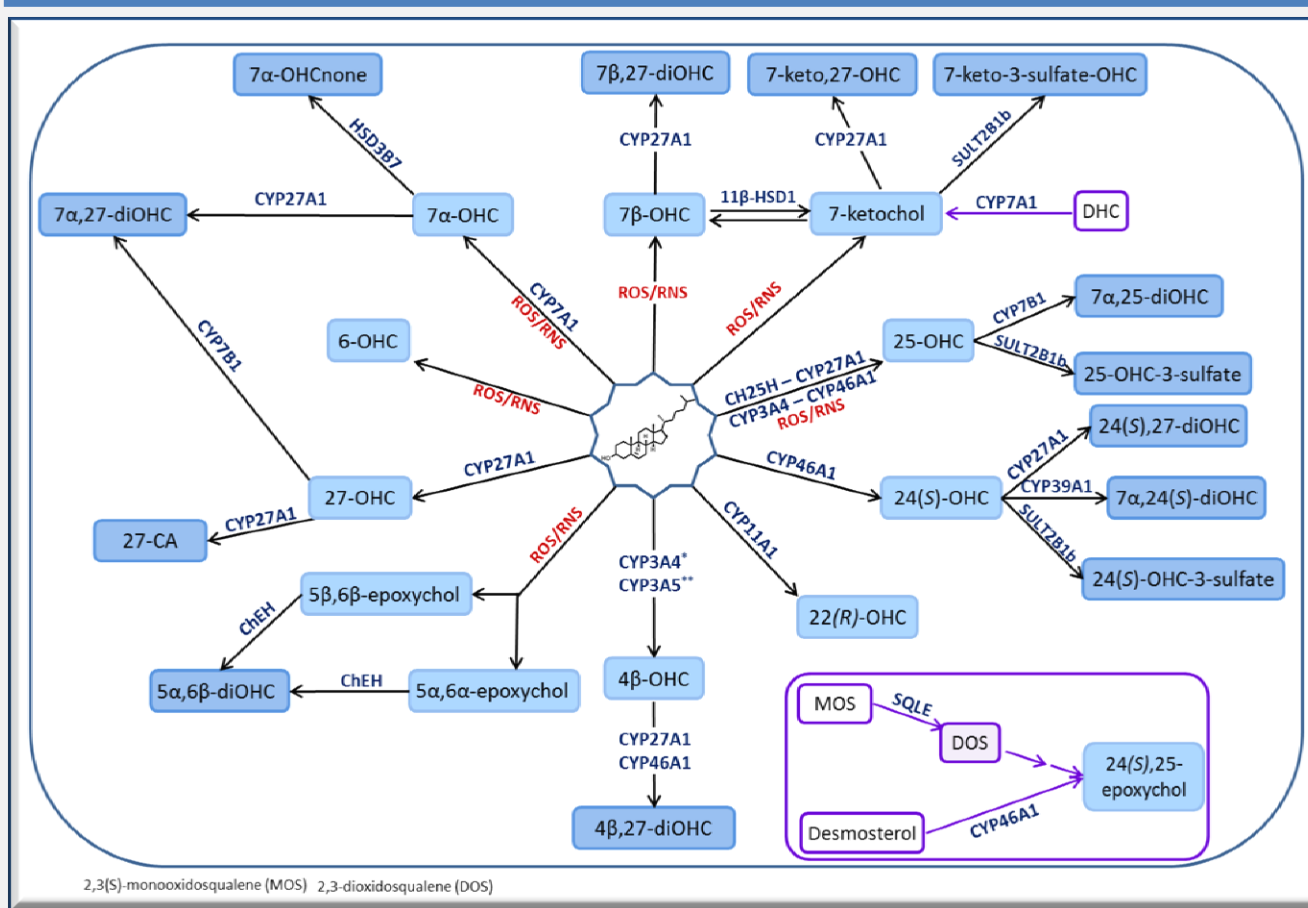 7α-OHCnone
7β,27-diOHC
7-keto,27-OHC
7-keto-3-sulfate-OHC
HSD3B7
CYP27A1
CYP27A1
SULT2B1b
7α,27-diOHC
CYP27A1
7α-OHC
7β-OHC
11β-HSD1
7-ketochol
CYP7A1
DHC
CYP7A1
ROS/RNS
ROS/RNS
ROS/RNS
CYP7B1
6-OHC
ROS/RNS
CH25H – CYP27A1
CYP3A4 – CYP46A1
ROS/RNS
25-OHC
CYP7B1
7α,25-diOHC
SULT2B1b
25-OHC-3-sulfate
HO
H
H
H
CYP27A1
27-OHC
CYP27A1
27-CA
CYP46A1
24(S)-OHC
CYP27A1
24(S),27-diOHC
CYP39A1
7α,24(S)-diOHC
SULT2B1b
24(S)-OHC-3-sulfate
ROS/RNS
5β,6β-epoxychol
ChEH
5α,6β-diOHC
ChEH
5α,6α-epoxychol
CYP3A4*
CYP3A5**
4β-OHC
CYP27A1
CYP46A1
4β,27-diOHC
CYP11A1
22(R)-OHC
MOS
SQLE
DOS
24(S),25-
epoxychol
Desmosterol
CYP46A1
2,3(S)-monooxidosqualene (MOS) 2,3-dioxidosqualene (DOS)